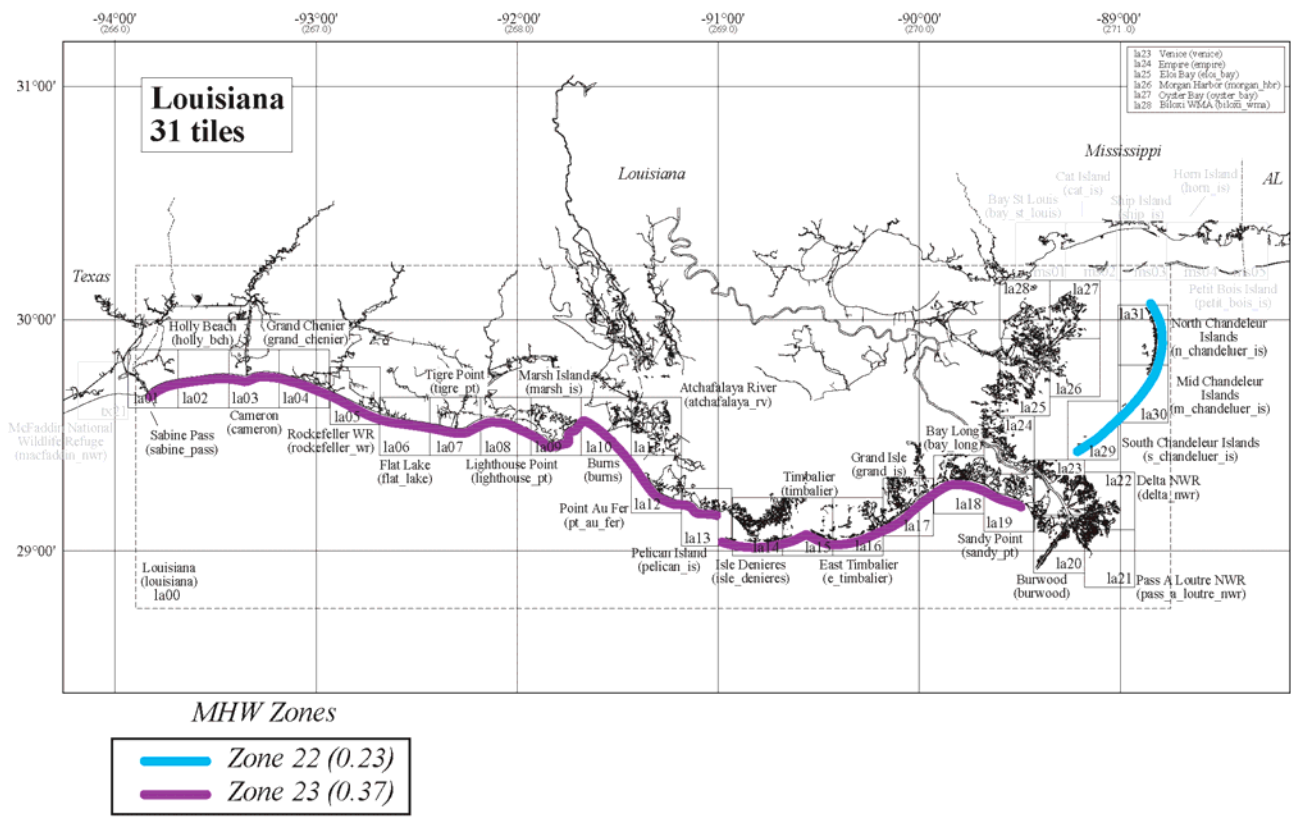 -94°00'
(266 0)
-93°00'
(267 0)
-92°00'
(268 0)
-91°00'
(269 0)
-90°00'
(270 0)
-89°00'
(271 0)
31°00'
30°00'
29°00'
Louisiana
31 tiles
la23 Venice (venice)
la24 Empire (empire)
la25 Eloi Bay (eloi_bay)
la26 Morgan Harbor (morgan_hbr)
la27 Oyster Bay (oyster_bay)
la28 Biloxi WMA (biloxi_wma)
Mississippi
AL
Louisiana
Texas
Cat Island
(cat_is)
Horn Island
(horn_is)
Bay St Louis
(bay_st_louis)
Ship Island
(ship_is)
ms01
ms02
ms03
ms04
ms05
Petit Bois Island
(petit_bois_is)
la28
la27
la31
North Chandeleur
Islands
(n_chandeluer_is)
Holly Beach
(holly_bch)
Grand Chenier
(grand_chenier)
Tigre Point
(tigre_pt)
Marsh Island
(marsh_is)
Atchafalaya River
(atchafalaya_rv)
la26
Mid Chandeleur
Islands
(m_chandeluer_is)
tx21
la01
la02
la03
la04
la05
la25
la30
McFaddin National
Wildlife Refuge
(macfaddin_nwr)
Sabine Pass
(sabine_pass)
Cameron
(cameron)
Rockefeller WR
(rockefeller_wr)
la06
la07
la08
la09
la10
la11
la24
la29
South Chandeleur Islands
(s_chandeluer_is)
Flat Lake
(flat_lake)
Lighthouse Point
(lighthouse_pt)
Burns
(burns)
Bay Long
(bay_long)
Grand Isle
(grand_is)
Timbalier
(timbalier)
la23
la22
Delta NWR
(delta_nwr)
Point Au Fer
(pt_au_fer)
la12
la13
la14
la15
la16
la17
la18
la19
Pelican Island
(pelican_is)
Isle Denieres
(isle_denieres)
East Timbalier
(e_timbalier)
Sandy Point
(sandy_pt)
la20
la21
Burwood
(burwood)
Pass A Loutre NWR
(pass_a_loutre_nwr)
Louisiana
(louisiana)
la00
MHW Zones
Zone 22 (0.23)
Zone 23 (0.37)